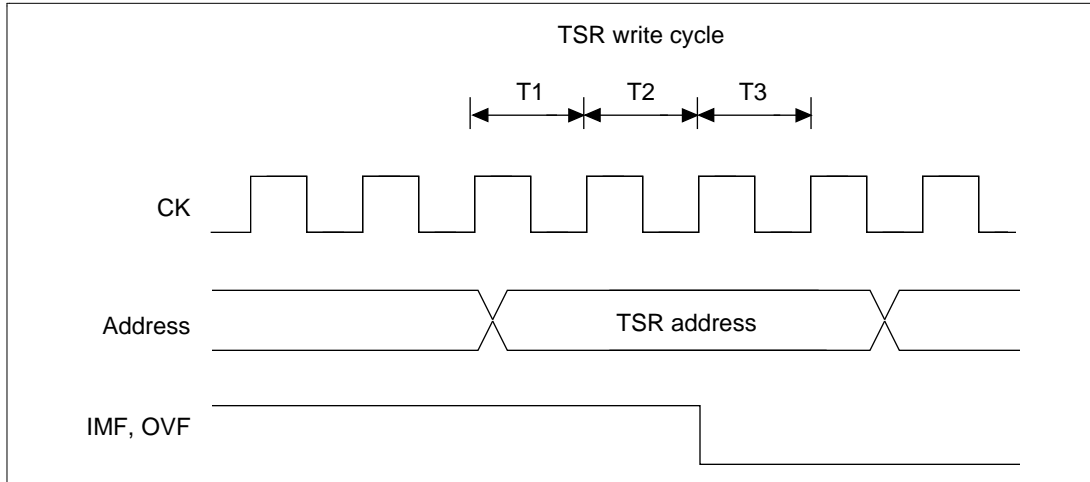 TSR write cycle
T1 T2 T3
CK
Address TSR address
IMF, OVF